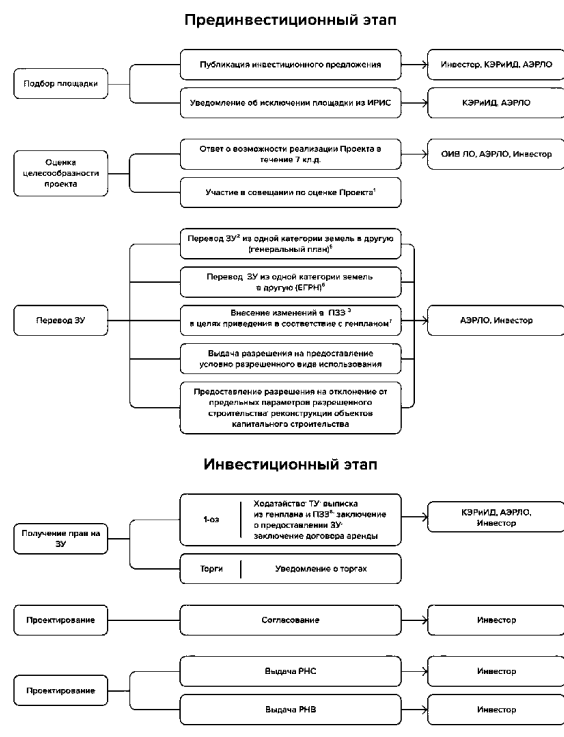 Прединвестиционный этап
Подбор площадки
Публикация инвестиционного предложения
Инвестор, КЭРиИД, АЭРЛО
Уведомление об исключении площадки из ИРИС
КЭРиИД, АЭРЛО
Оценка
целесообразности
проекта
Ответ о возможности реализации Проекта в
течение 7 кл.д.
ОИВ ЛО, АЭРЛО, Инвестор
Участие в совещании по оценке Проекта¹
Перевод ЗУ
Перевод ЗУ² из одной категории земель в другую
(генеральный план)⁵
Перевод ЗУ из одной категории земель
в другую (ЕГРН)⁶
Внесение изменений в ПЗЗ ³
в целях приведения в соответствие с генпланом⁷
Выдача разрешения на предоставление
условно разрешенного вида использования
Предоставление разрешения на отклонение от
предельных параметров разрешенного
строительства· реконструкции объектов
капитального строительства
АЭРЛО, Инвестор
Инвестиционный этап
Получение прав на
ЗУ
1-оз
Ходатайство· ТУ· выписка
из генплана и ПЗЗ⁴· заключение
о предоставлении ЗУ·
заключение договора аренды
КЭРиИД, АЭРЛО,
Инвестор
Торги
Уведомление о торгах
Проектирование
Согласование
Инвестор
Проектирование
Выдача РНС
Инвестор
Выдача РНВ
Инвестор